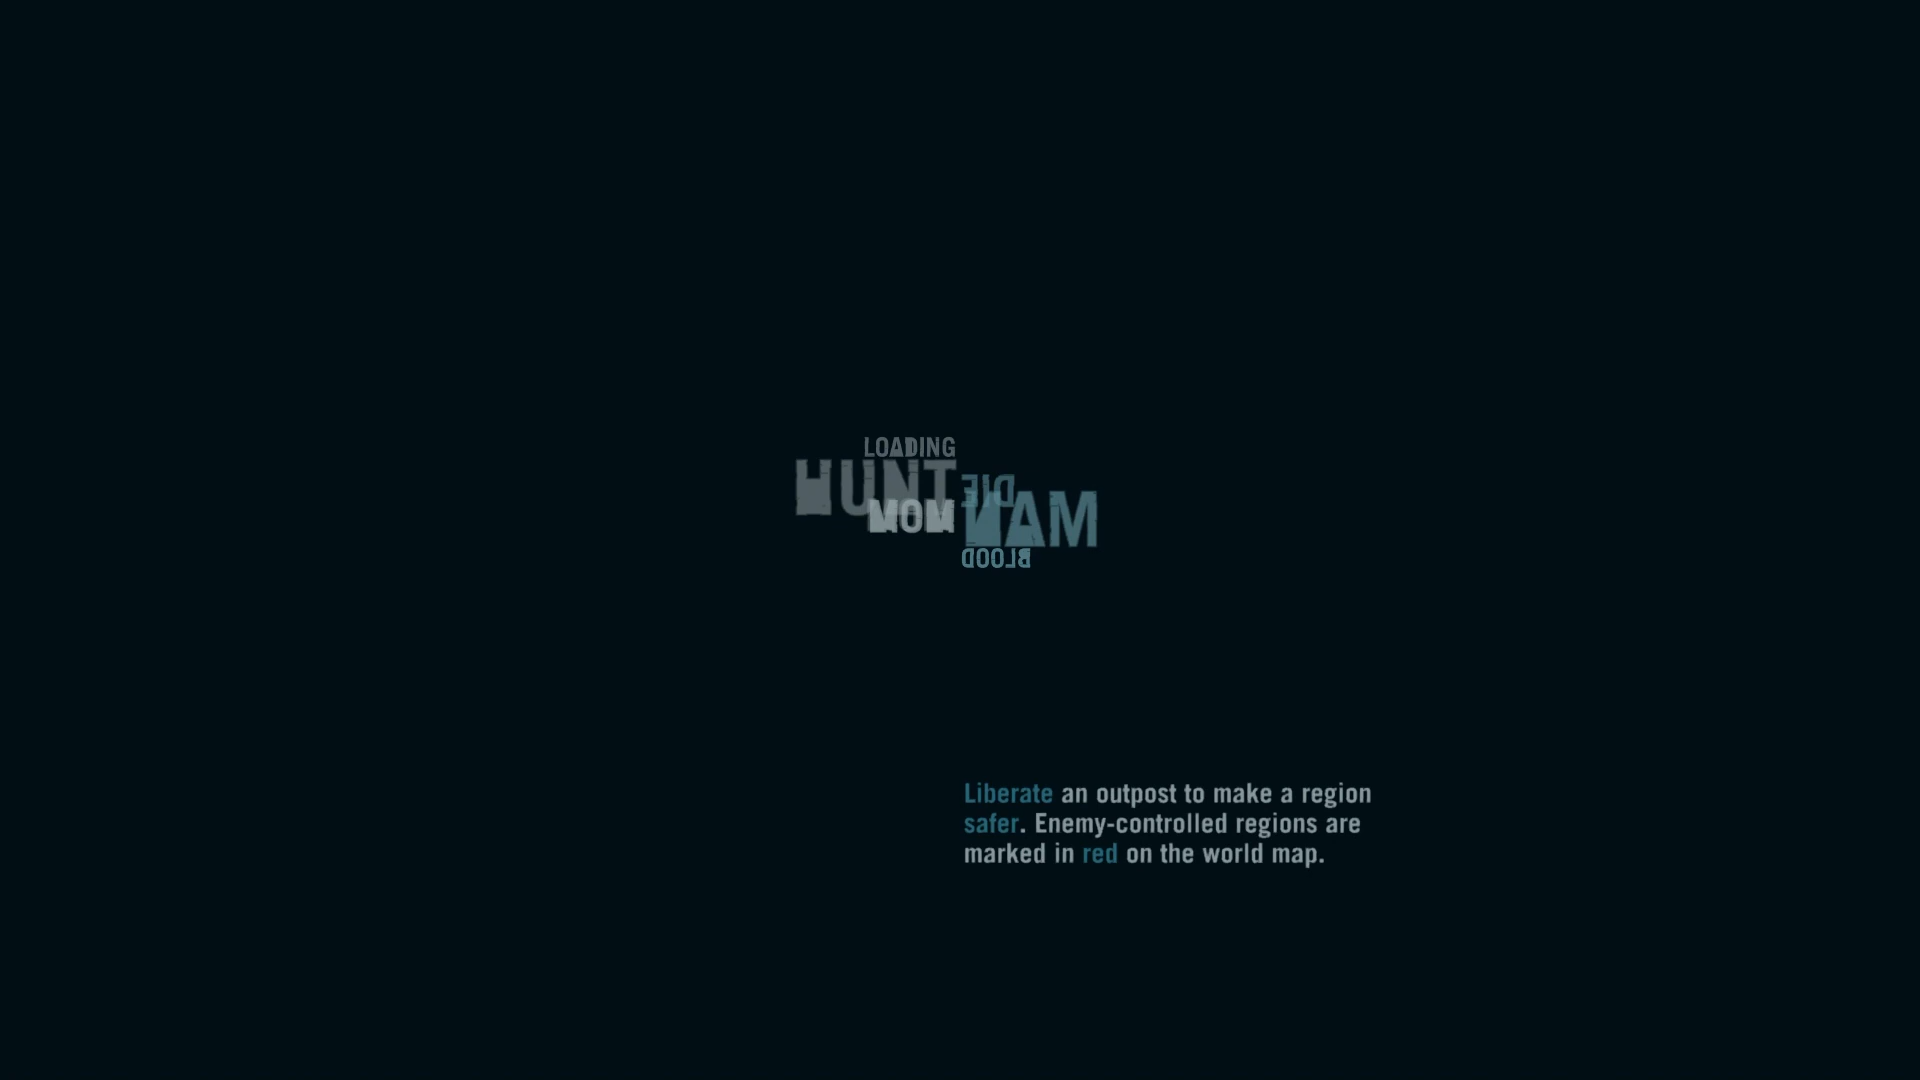 LOADING
HUNT
DIE
MOM
MAN
BLOOD
Liberate an outpost to make a region
safer. Enemy-controlled regions are
marked in red on the world map.